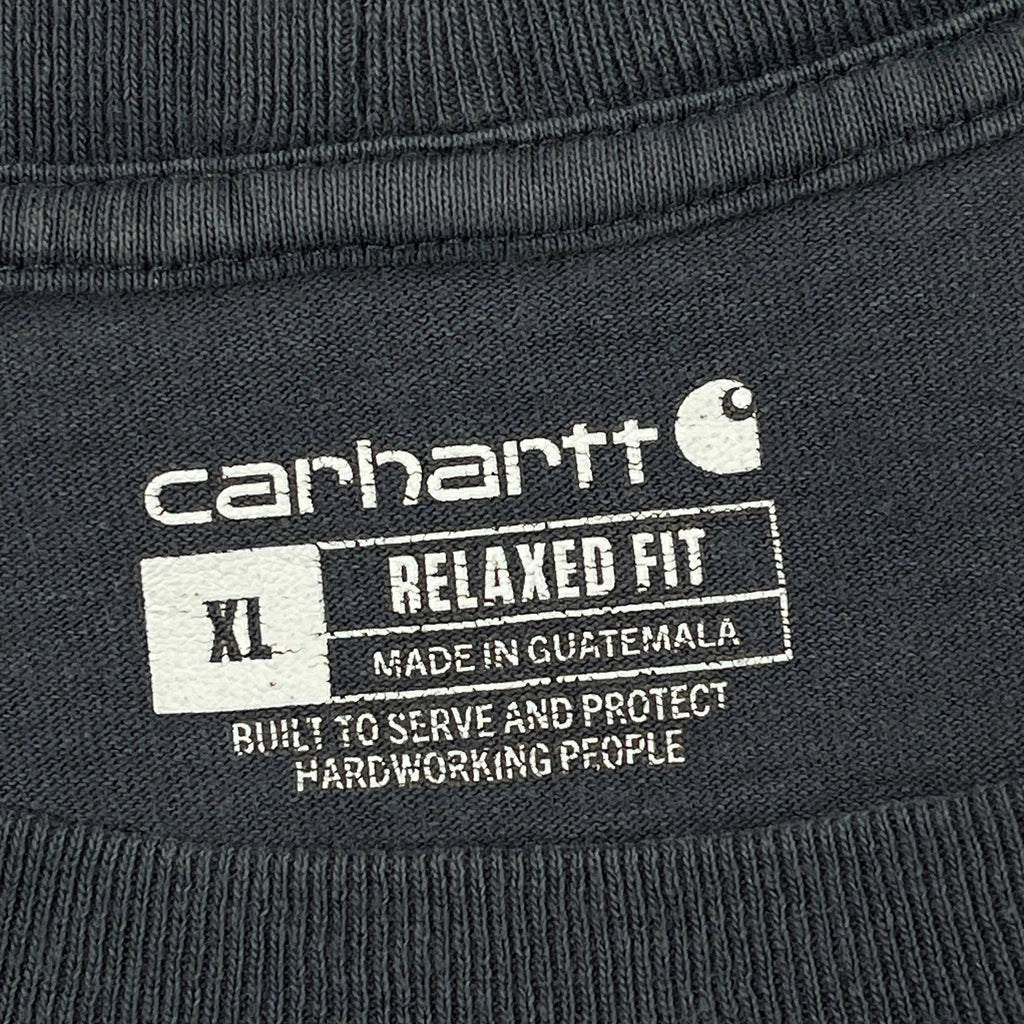 carhartt
XL
RELAXED FIT
MADE IN GUATEMALA
BUILT TO SERVE AND PROTECT
HARDWORKING PEOPLE